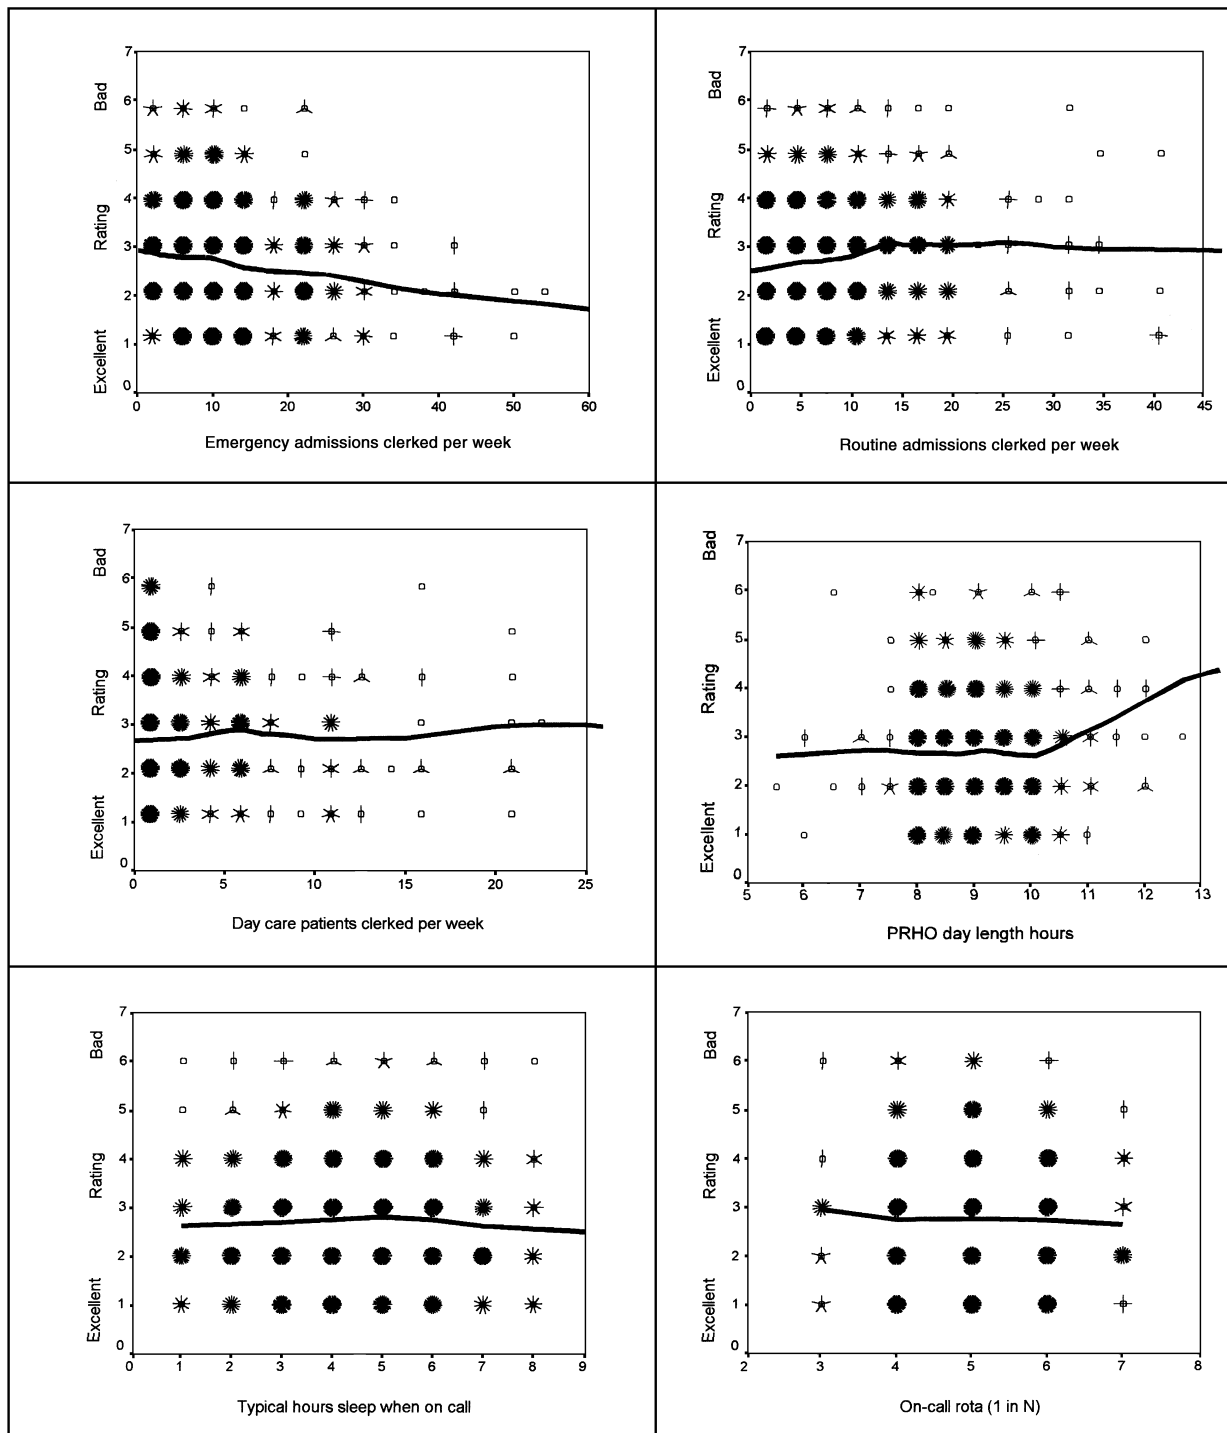 7
Bad
6
5
Rating
4
3
2
Excellent
1
0
0 10 20 30 40 50 60
Emergency admissions clerked per week
7
Bad
6
5
Rating
4
3
2
Excellent
1
0
0 5 10 15 20 25 30 35 40 45
Routine admissions clerked per week
7
Bad
6
5
Rating
4
3
2
Excellent
1
0
0 5 10 15 20 25
Day care patients clerked per week
7
Bad
6
5
Rating
4
3
2
Excellent
1
0
5 6 7 8 9 10 11 12 13
PRHO day length hours
7
Bad
6
5
Rating
4
3
2
Excellent
1
0
0 1 2 3 4 5 6 7 8 9
Typical hours sleep when on call
7
Bad
6
5
Rating
4
3
2
Excellent
1
0
2 3 4 5 6 7 8
On-call rota (1 in N)